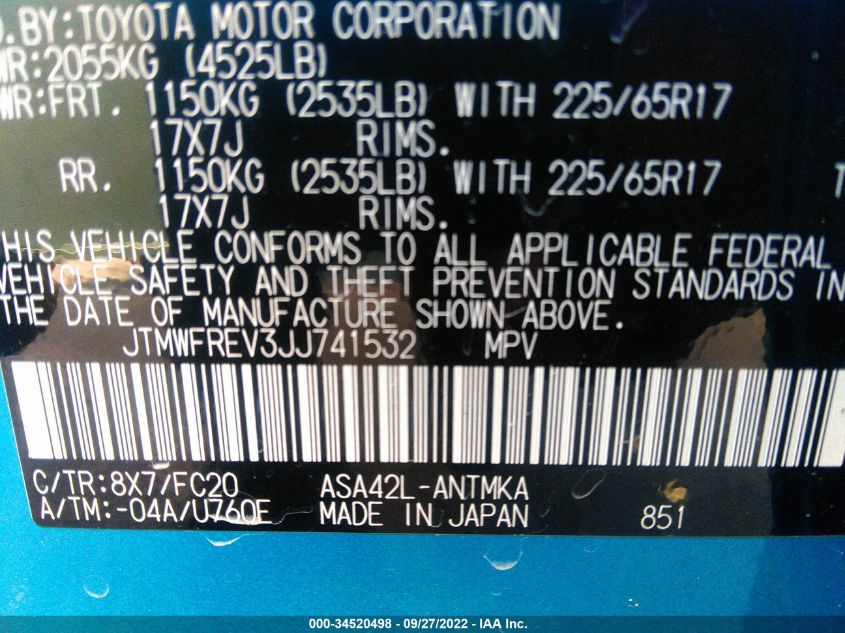 D.BY:TOYOTA MOTOR CORPORATION
WR:2055KG (4525LB)
WR:FRT. 1150KG (2535LB) WITH 225/65R17
17X7J RIMS.
RR. 1150KG (2535LB) WITH 225/65R17 T
17X7J RIMS.
HIS VEHICLE CONFORMS TO ALL APPLICABLE FEDERAL
VEHICLE SAFETY AND THEFT PREVENTION STANDARDS IN
THE DATE OF MANUFACTURE SHOWN ABOVE.
JTMWFREV3JJ741532 MPV
C/TR:8X7/FC20 ASA42L-ANTMKA
A/TM:-04A/U760E MADE IN JAPAN 851
000-34520498 - 09/27/2022 - IAA Inc.